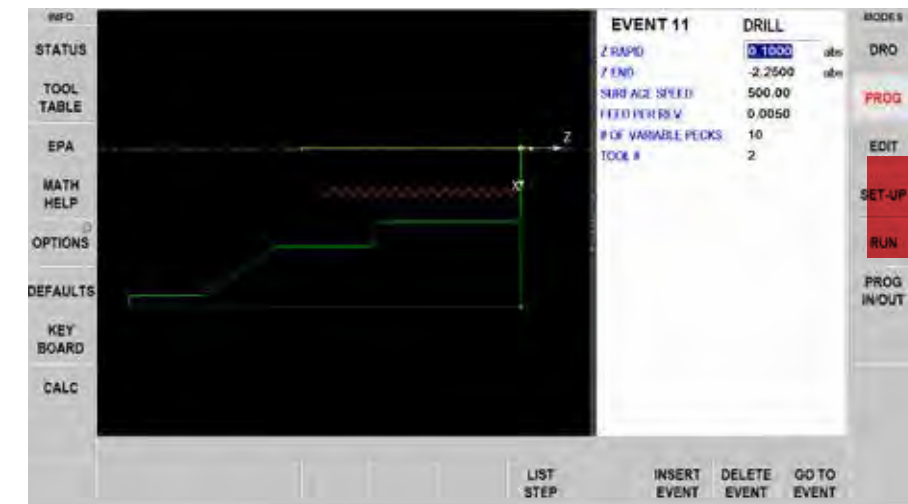 INFO
STATUS
TOOL
TABLE
EPA
MATH
HELP
OPTIONS
DEFAULTS
KEY
BOARD
CALC
Z
X
LIST
STEP
INSERT
EVENT
DELETE
EVENT
GO TO
EVENT
EVENT 11 DRILL
Z RAPID 0.1000 abs
Z END -2.2500 abs
SURFACE SPEED 500.00
FEED PER REV 0.0050
# OF VARIABLE PECKS 10
TOOL # 2
MODES
DRO
PROG
EDIT
SET-UP
RUN
PROG
IN/OUT